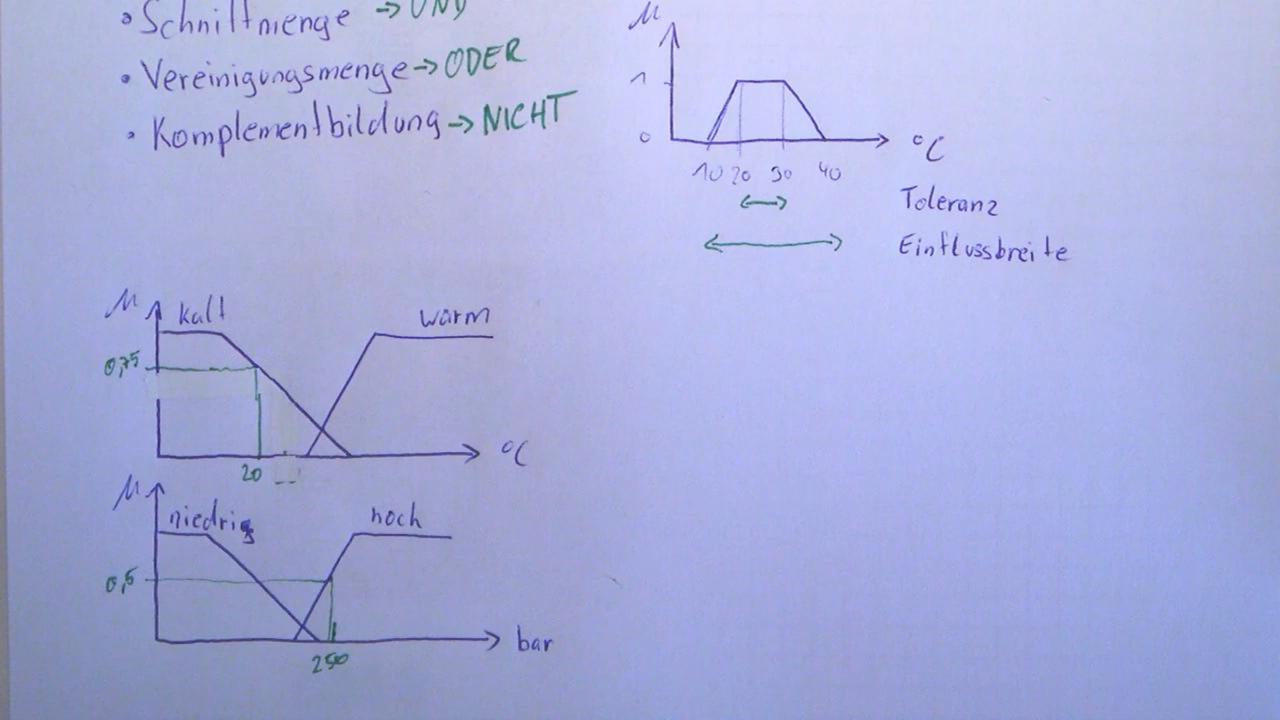 • Schnittmenge → UND
• Vereinigungsmenge → ODER
• Komplementbildung → NICHT
μ
1
0
10 20 30 40
°C
Toleranz
Einflussbreite
μ
kalt
warm
0,75
20
°C
μ
niedrig
hoch
0,5
250
bar